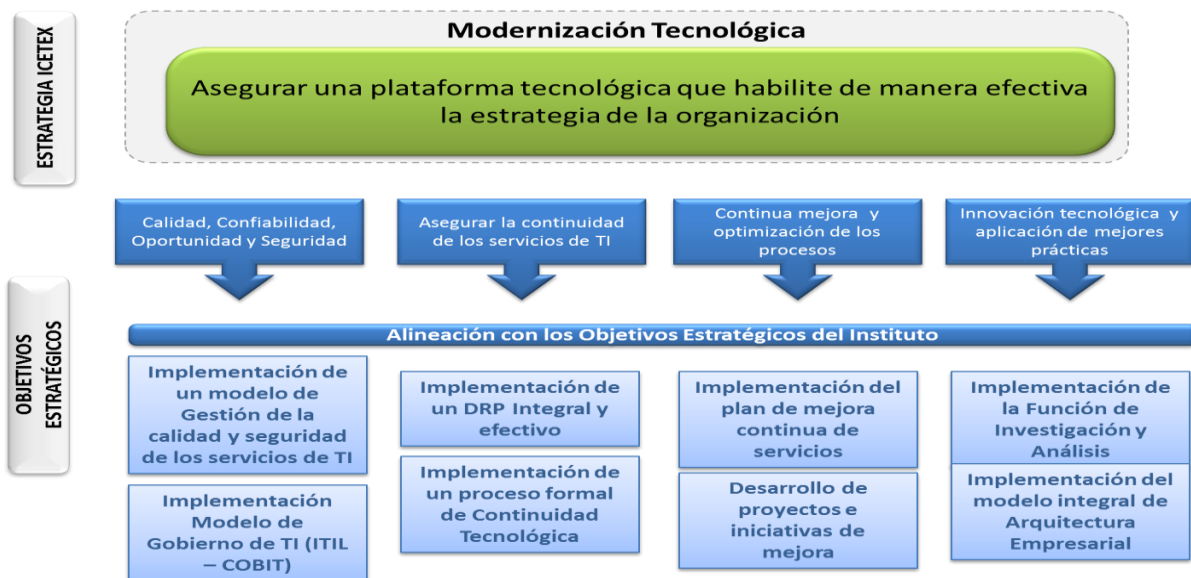 ESTRATEGIA ICETEX
Modernización Tecnológica
Asegurar una plataforma tecnológica que habilite de manera efectiva
la estrategia de la organización
OBJETIVOS
ESTRATÉGICOS
Calidad, Confiabilidad,
Oportunidad y Seguridad
Asegurar la continuidad
de los servicios de TI
Continua mejora y
optimización de los
procesos
Innovación tecnológica y
aplicación de mejores
prácticas
Alineación con los Objetivos Estratégicos del Instituto
Implementación de
un modelo de
Gestión de la
calidad y seguridad
de los servicios de TI
Implementación
Modelo de
Gobierno de TI (ITIL
– COBIT)
Implementación de
un DRP Integral y
efectivo
Implementación de
un proceso formal
de Continuidad
Tecnológica
Implementación del
plan de mejora
continua de
servicios
Desarrollo de
proyectos e
iniciativas de
mejora
Implementación de
la Función de
Investigación y
Análisis
Implementación del
modelo integral de
Arquitectura
Empresarial